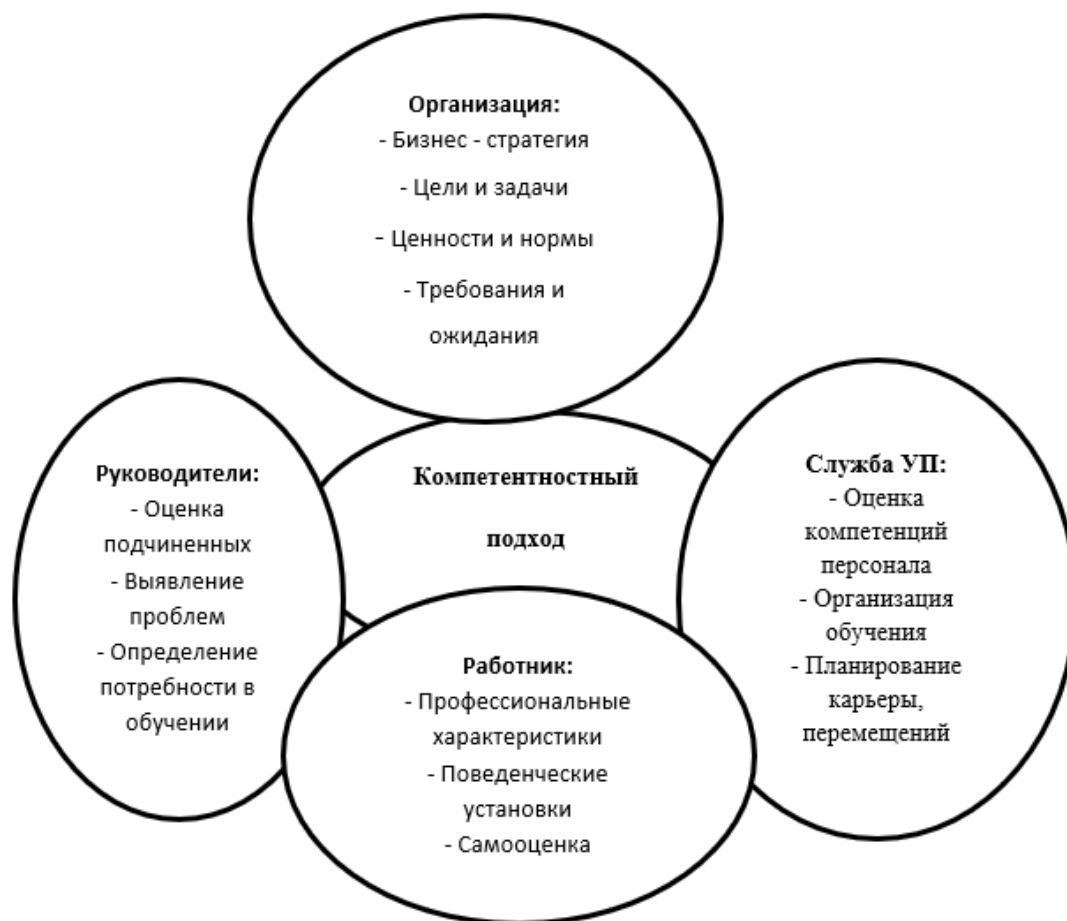 Организация:
- Бизнес - стратегия
- Цели и задачи
- Ценности и нормы
- Требования и
ожидания
Руководители:
- Оценка
подчиненных
- Выявление
проблем
- Определение
потребности в
обучении
Компетентностный
подход
Служба УП:
- Оценка
компетенций
персонала
- Организация
обучения
- Планирование
карьеры,
перемещений
Работник:
- Профессиональные
характеристики
- Поведенческие
установки
- Самооценка